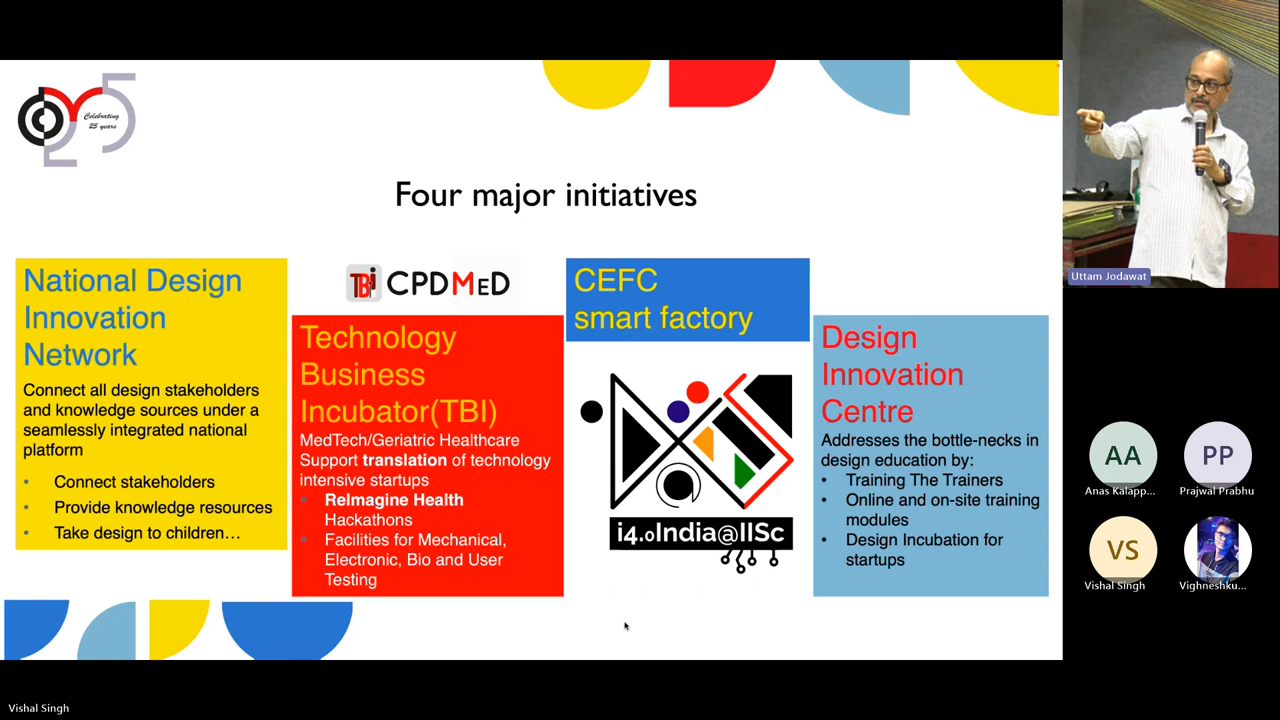 Celebrating
25 years
Four major initiatives
National Design
Innovation
Network
Connect all design stakeholders
and knowledge sources under a
seamlessly integrated national
platform
• Connect stakeholders
• Provide knowledge resources
• Take design to children…
TBi CPDMED
Technology
Business
Incubator(TBI)
MedTech/Geriatric Healthcare
Support translation of technology
intensive startups
• ReImagine Health
Hackathons
• Facilities for Mechanical,
Electronic, Bio and User
Testing
CEFC
smart factory
i4.0India@IISc
Design
Innovation
Centre
Addresses the bottle-necks in
design education by:
• Training The Trainers
• Online and on-site training
modules
• Design Incubation for
startups
Uttam Jodawat
AA
Anas Kalapp...
PP
Prajwal Prabhu
VS
Vishal Singh
Vighneshku...
Vishal Singh